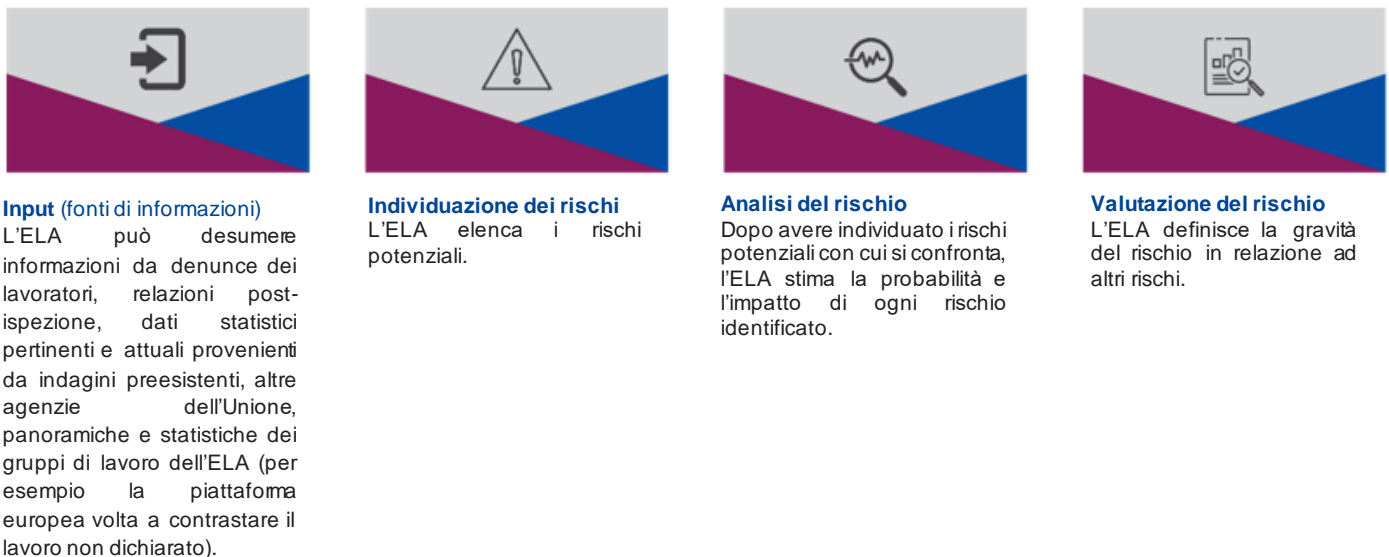 Input (fonti di informazioni)
L'ELA può desumere
informazioni da denunce dei
lavoratori, relazioni post-
ispezione, dati statistici
pertinenti e attuali provenienti
da indagini preesistenti, altre
agenzie dell'Unione,
panoramiche e statistiche dei
gruppi di lavoro dell'ELA (per
esempio la piattaforma
europea volta a contrastare il
lavoro non dichiarato).
Individuazione dei rischi
L'ELA elenca i rischi
potenziali.
Analisi del rischio
Dopo avere individuato i rischi
potenziali con cui si confronta,
l'ELA stima la probabilità e
l'impatto di ogni rischio
identificato.
Valutazione del rischio
L'ELA definisce la gravità
del rischio in relazione ad
altri rischi.